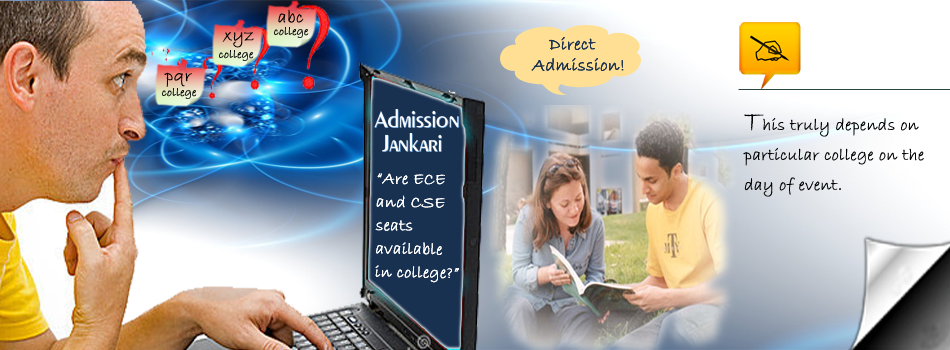 abc
college
xyz
college
pqr
college
Admission
Jankari
"Are ECE
and CSE
seats
available
in college?"
Direct
Admission!
MTY
This truly depends on
particular college on the
day of event.